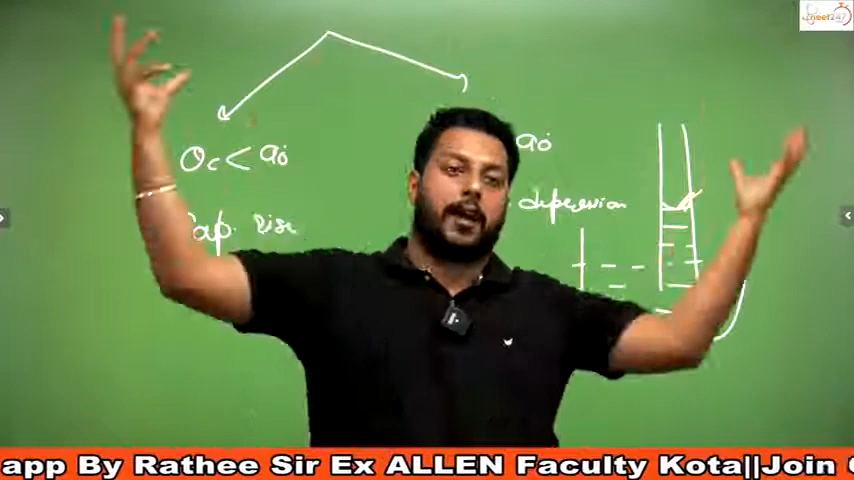 neet247
θc < 90°
90°
Cap. rise
depression
app By Rathee Sir Ex ALLEN Faculty Kota||Join